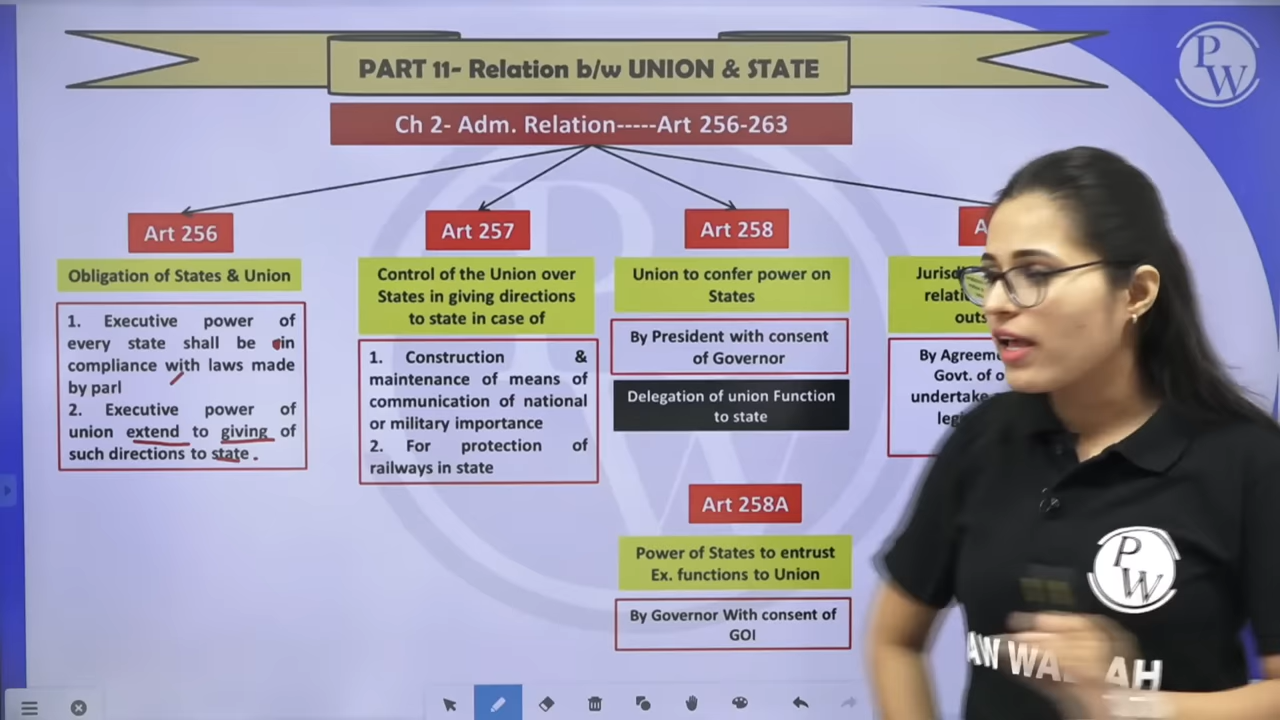 PART 11- Relation b/w UNION & STATE
PW
Ch 2- Adm. Relation-----Art 256-263
Art 256
Obligation of States & Union
1. Executive power of
every state shall be in
compliance with laws made
by parl
2. Executive power of
union extend to giving of
such directions to state.
Art 257
Control of the Union over
States in giving directions
to state in case of
1. Construction &
maintenance of means of
communication of national
or military importance
2. For protection of
railways in state
Art 258
Union to confer power on
States
By President with consent
of Governor
Delegation of union Function
to state
Art 258A
Power of States to entrust
Ex. functions to Union
By Governor With consent of
GOI
By
Govt. of
PW